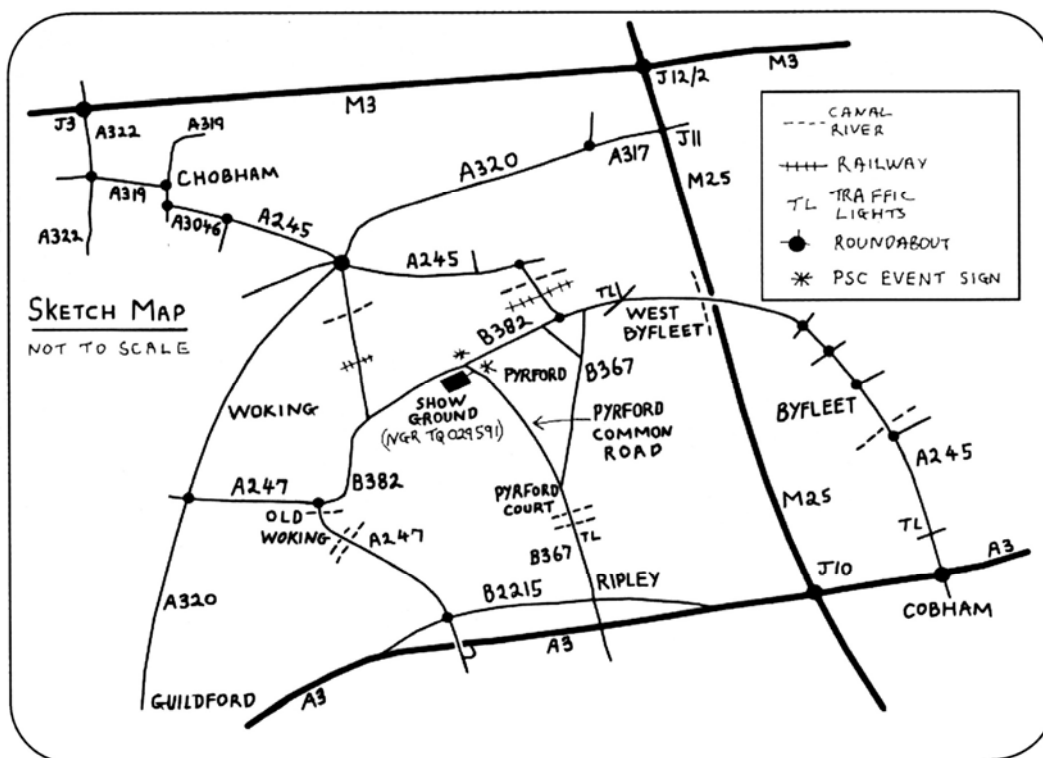 J12/2
M3
M3
J3
A322
A319
CHOBHAM
A319
A3046
A322
A245
A320
A317
J11
M25
CANAL
RIVER
RAILWAY
TL
TRAFFIC
LIGHTS
ROUNDABOUT
PSC EVENT SIGN
SKETCH MAP
NOT TO SCALE
A245
TL
WEST
BYFLEET
B382
B367
PYRFORD
SHOW
GROUND
(NGR TQ029591)
PYRFORD
COMMON
ROAD
WOKING
BYFLEET
A245
B382
A247
OLD
WOKING
A247
PYRFORD
COURT
TL
B367
M25
TL
A3
J10
COBHAM
A320
B2215
RIPLEY
A3
GUILDFORD
A3